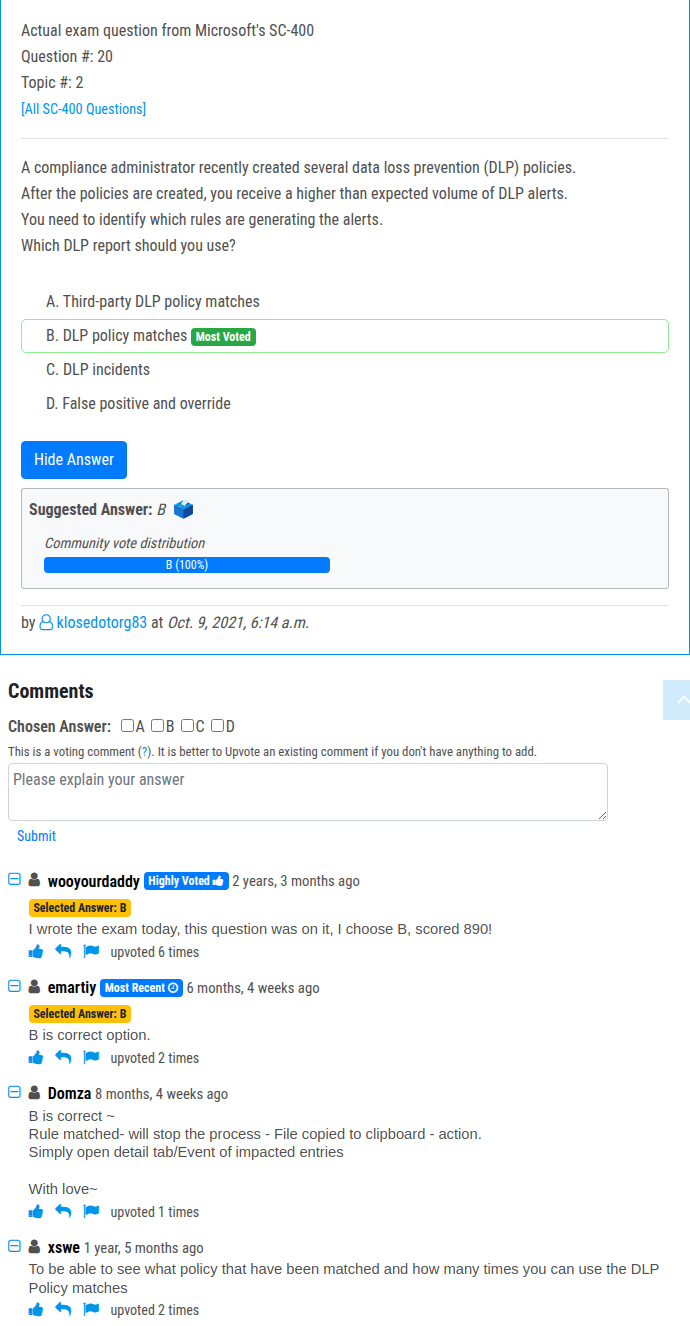 Actual exam question from Microsoft's SC-400
Question #: 20
Topic #: 2
[All SC-400 Questions]
A compliance administrator recently created several data loss prevention (DLP) policies.
After the policies are created, you receive a higher than expected volume of DLP alerts.
You need to identify which rules are generating the alerts.
Which DLP report should you use?
A. Third-party DLP policy matches
B. DLP policy matches Most Voted
C. DLP incidents
D. False positive and override
Hide Answer
Suggested Answer: B
Community vote distribution
B (100%)
by klosedotorg83 at Oct. 9, 2021, 6:14 a.m.
Comments
Chosen Answer: A B C D
This is a voting comment (?). It is better to Upvote an existing comment if you don't have anything to add.
Please explain your answer
Submit
wooyourdaddy Highly Voted 2 years, 3 months ago
Selected Answer: B
I wrote the exam today, this question was on it, I choose B, scored 890!
upvoted 6 times
emartiy Most Recent 6 months, 4 weeks ago
Selected Answer: B
B is correct option.
upvoted 2 times
Domza 8 months, 4 weeks ago
B is correct ~
Rule matched- will stop the process - File copied to clipboard - action.
Simply open detail tab/Event of impacted entries
With love~
upvoted 1 times
xswe 1 year, 5 months ago
To be able to see what policy that have been matched and how many times you can use the DLP
Policy matches
upvoted 2 times